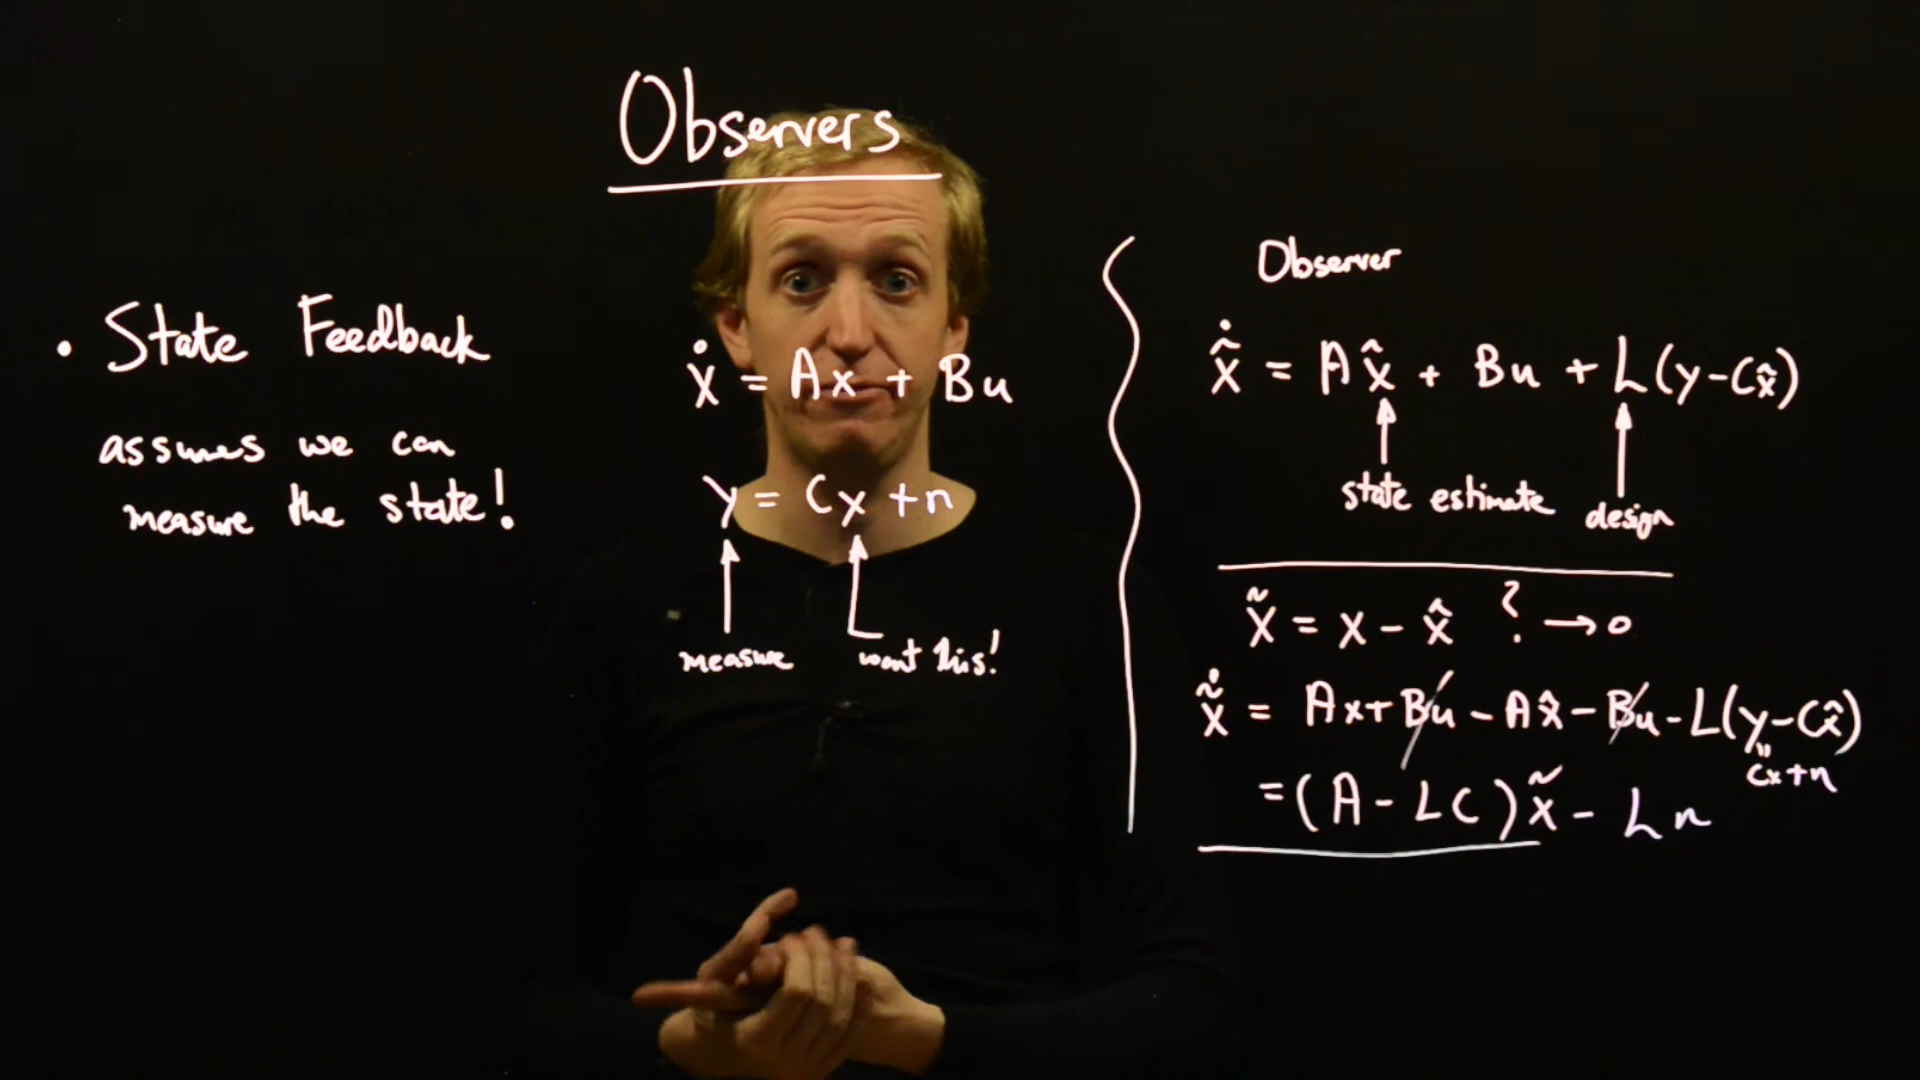 Observers
• State Feedback
assumes we can
measure the state!
ẋ = Ax + Bu
y = Cx + n
measure want this!
Observer
x̂̇ = Ax̂ + Bu + L(y-Cx̂)
state estimate design
x̃ = x - x̂ ? → 0
x̃̇ = Ax + Bu - Ax̂ - Bu - L(y-Cx̂)
Cx+n
= (A - LC)x̃ - Ln